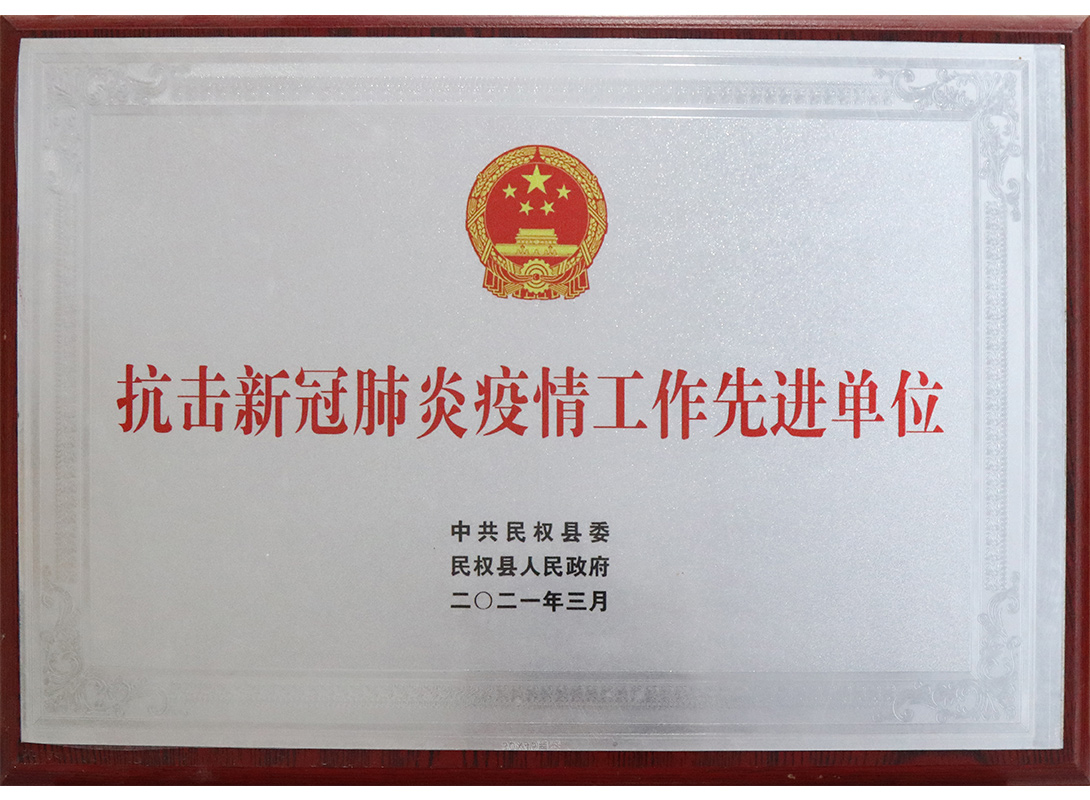 抗击新冠肺炎疫情工作先进单位
中共民权县委
民权县人民政府
二〇二一年三月